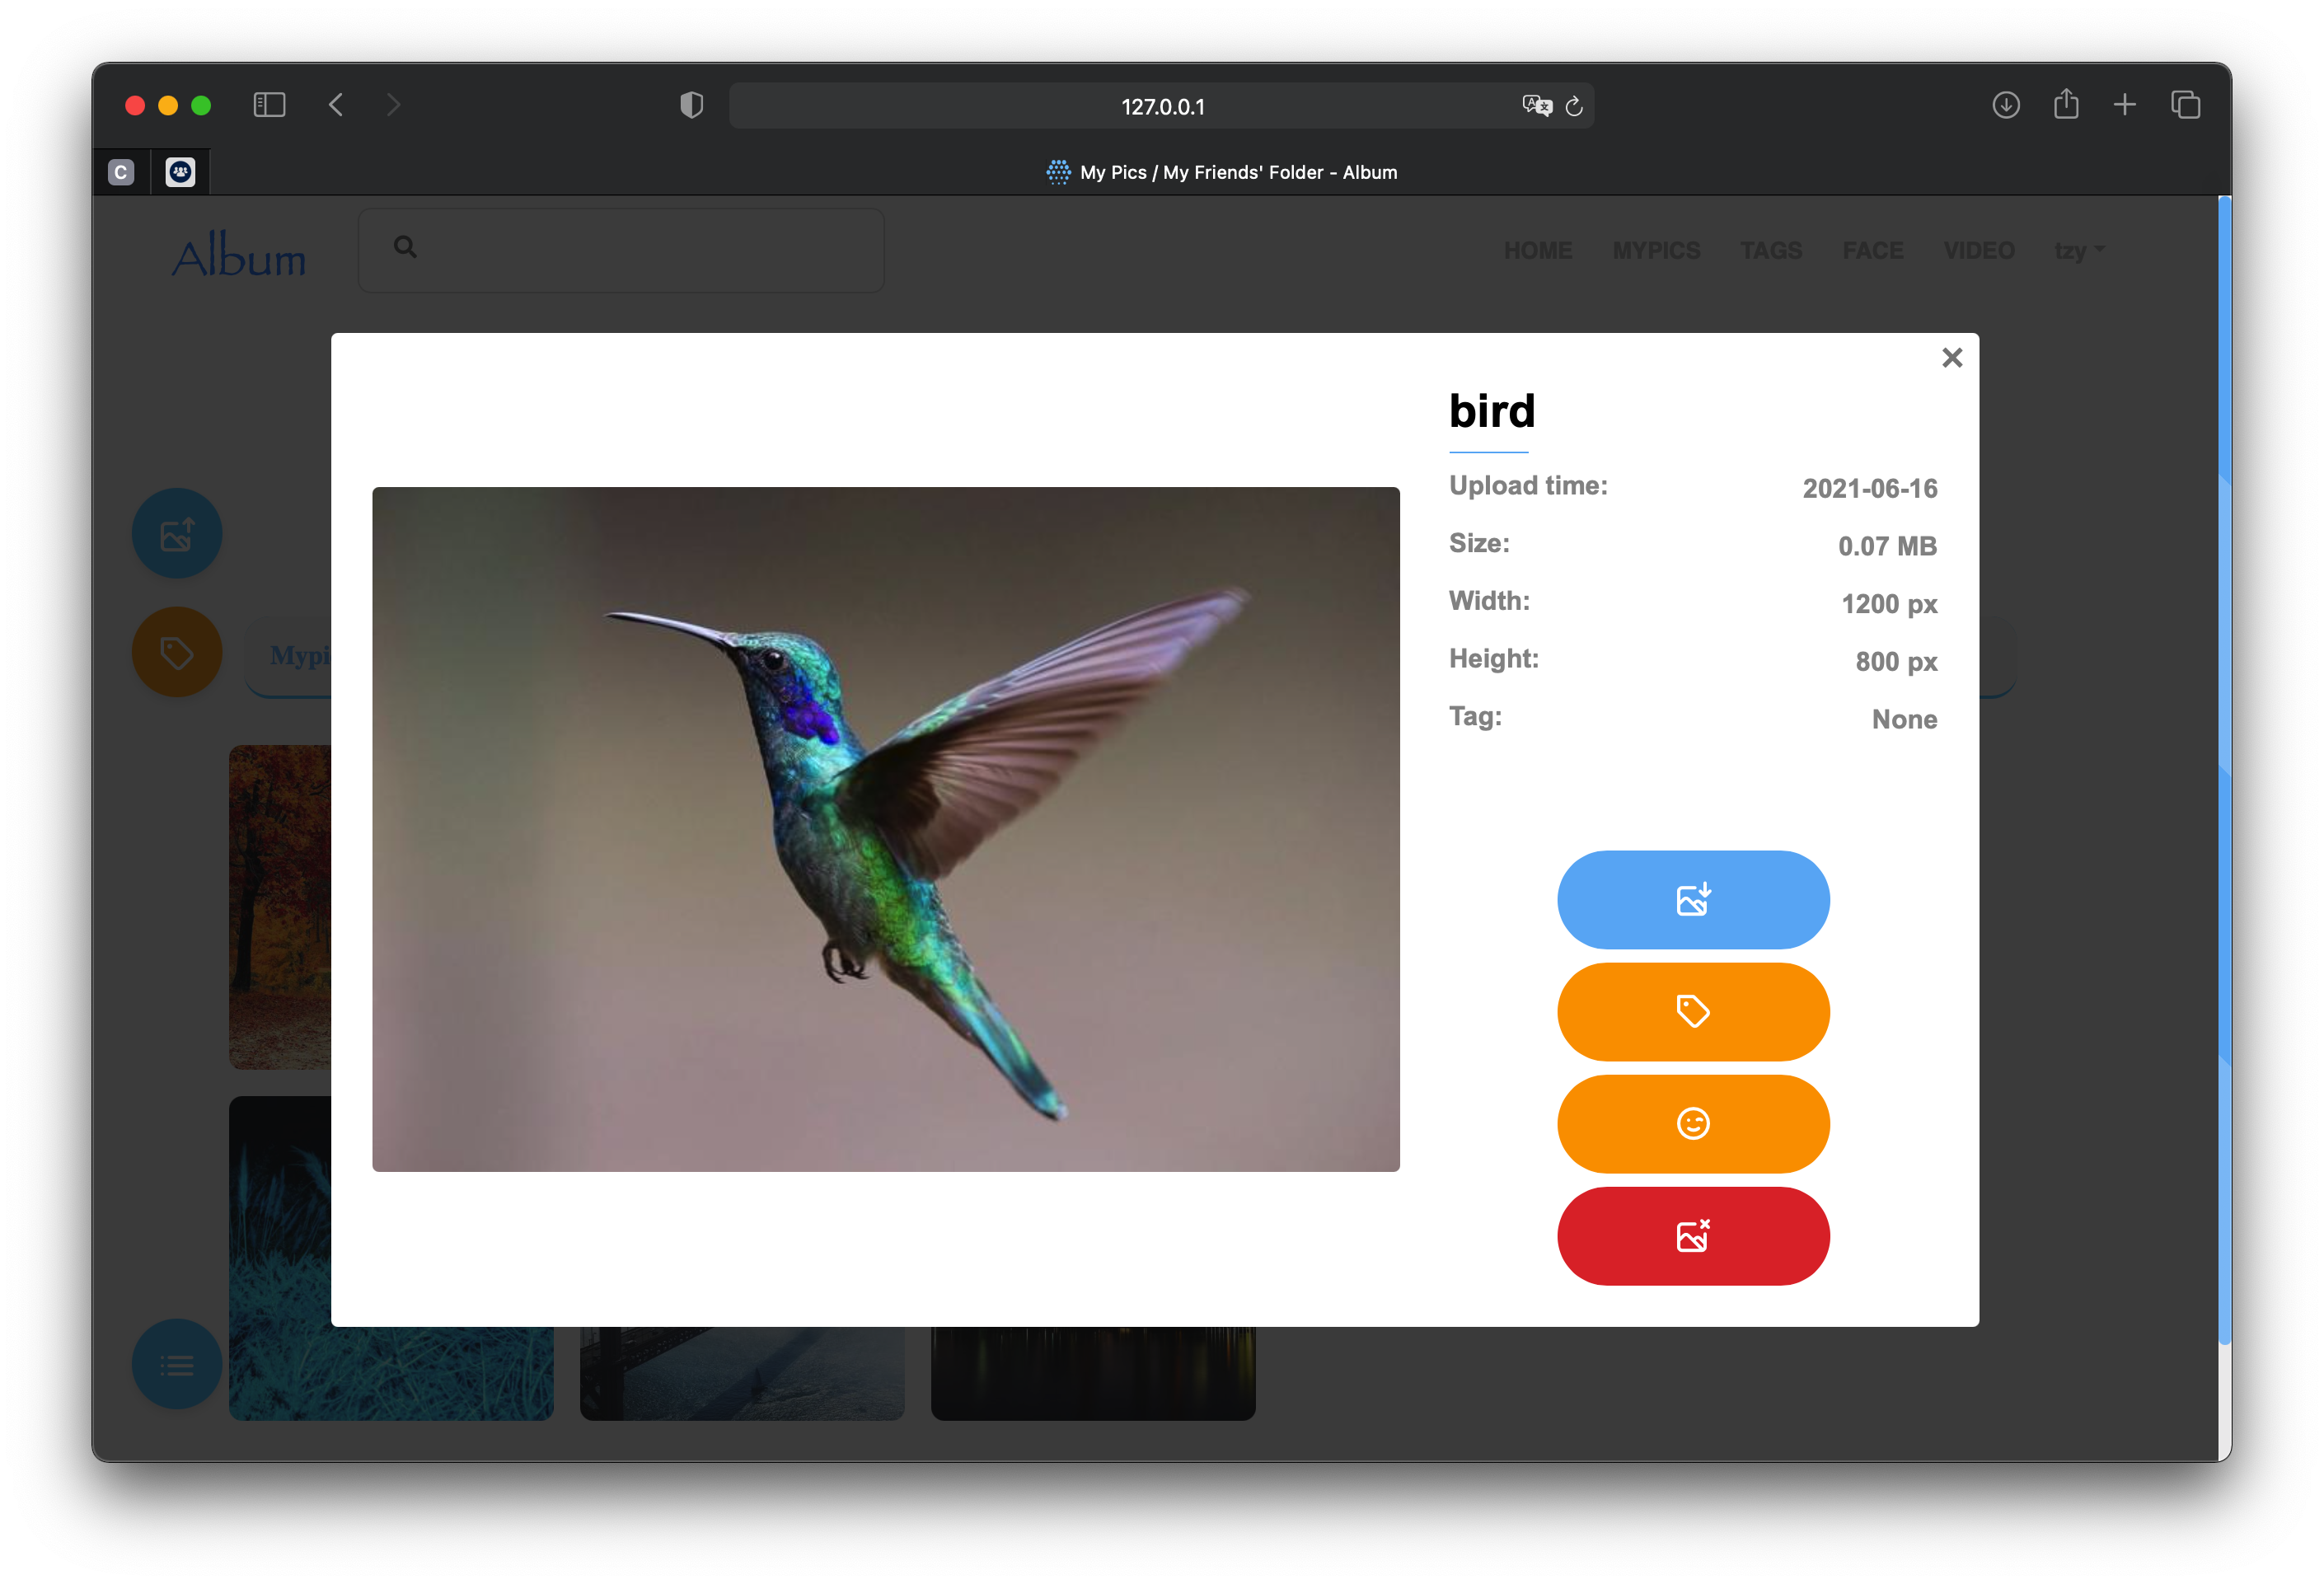 127.0.0.1
C
My Pics / My Friends' Folder - Album
Album
HOME MYPICS TAGS FACE VIDEO tzy
bird
Upload time: 2021-06-16
Size: 0.07 MB
Width: 1200 px
Height: 800 px
Tag: None